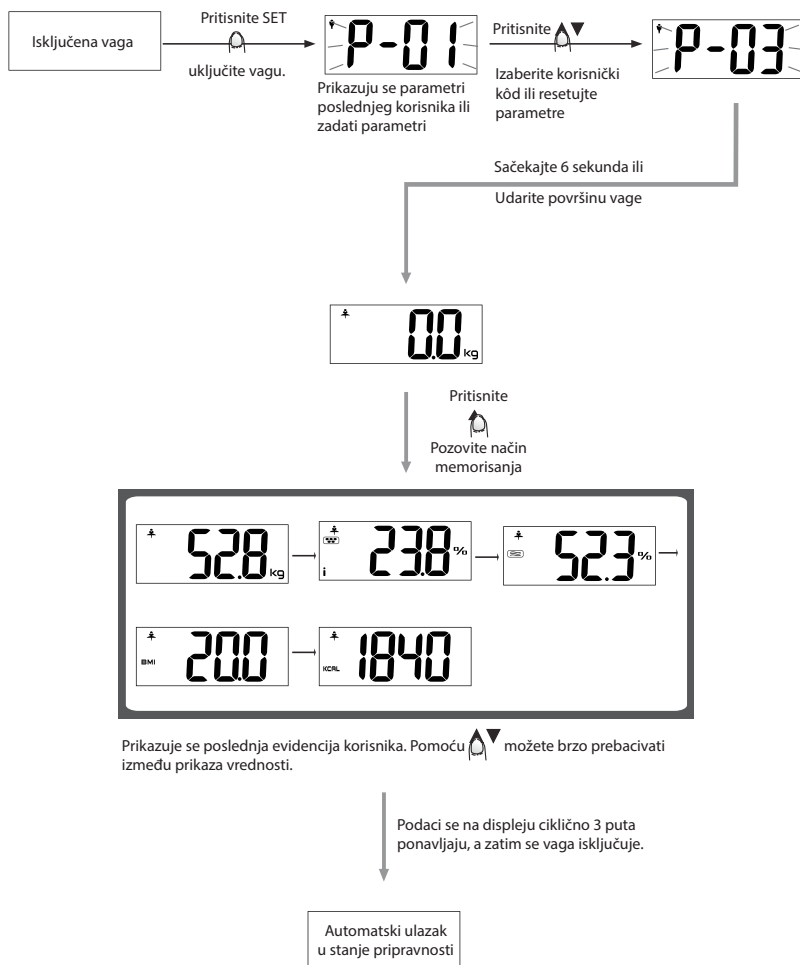 Isključena vaga
Pritisnite SET
uključite vagu.
P-01
Prikazuju se parametri
poslednjeg korisnika ili
zadati parametri
Pritisnite
Izaberite korisnički
kôd ili resetujte
parametre
P-03
Sačekajte 6 sekunda ili
Udarite površinu vage
0.0 kg
Pritisnite
Pozovite način
memorisanja
52.8 kg
23.8 %
i
52.3 %
BMI 20.0
KCAL 1840
Prikazuje se poslednja evidencija korisnika. Pomoću možete brzo prebacivati
između prikaza vrednosti.
Podaci se na displeju ciklično 3 puta
ponavljaju, a zatim se vaga isključuje.
Automatski ulazak
u stanje pripravnosti